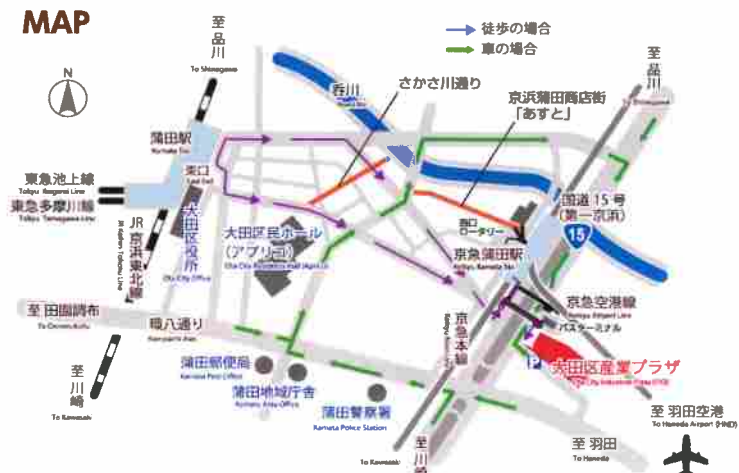 MAP
徒歩の場合
車の場合
N
至品川
To Shinagawa
呑川
さかさ川通り
京浜蒲田商店街
「あすと」
至品川
To Shinagawa
蒲田駅
Kamata Sta.
東口
East Exit
東急池上線
Tokyu Ikegami Line
東急多摩川線
Tokyu Tamagawa Line
JR京浜東北線
JR Keihin Tohoku Line
大田区役所
Ota City Office
大田区民ホール
(アプリコ)
西口
ロータリー
国道15号
(第一京浜)
15
京急蒲田駅
Keikyu Kamata Sta.
京急空港線
Keikyu Airport Line
バスターミナル
京急本線
至田園調布
環八通り
P
大田区産業プラザ
蒲田郵便局
Kamata Post Office
蒲田地域庁舎
Kamata Area Office
蒲田警察署
Kamata Police Station
至川崎
To Kawasaki
To Kawasaki
至川崎
至羽田
To Haneda
至羽田空港
To Haneda Airport (HND)